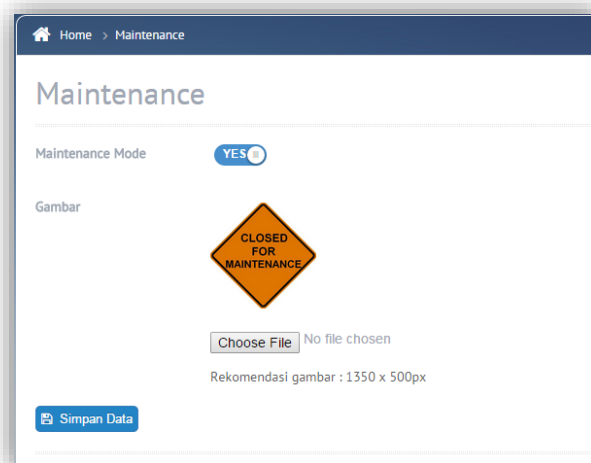 Home > Maintenance
Maintenance
Maintenance Mode
YES
Gambar
CLOSED
FOR
MAINTENANCE
Choose File No file chosen
Rekomendasi gambar : 1350 x 500px
Simpan Data